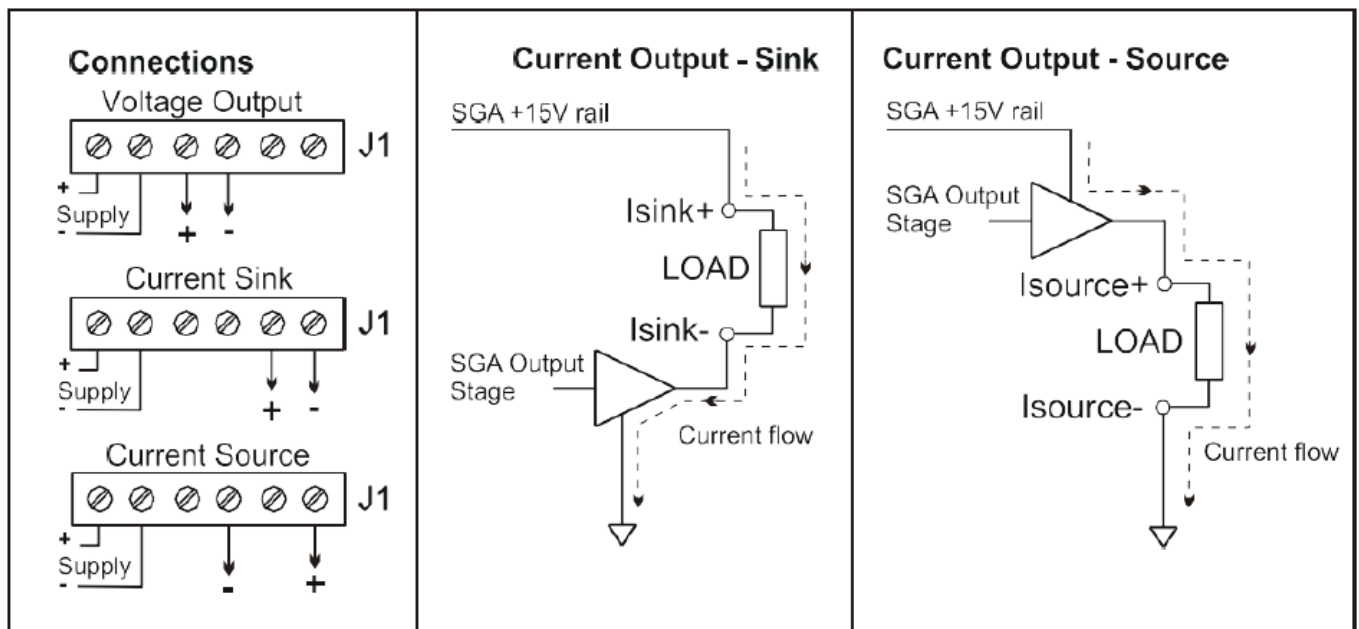 Connections
Voltage Output
J1
+
Supply
-
+ -
Current Sink
J1
+
Supply
-
+ -
Current Source
J1
+
Supply
-
- +
Current Output - Sink
SGA +15V rail
Isink+
LOAD
Isink-
SGA Output
Stage
Current flow
Current Output - Source
SGA +15V rail
SGA Output
Stage
Isource+
LOAD
Isource-
Current flow